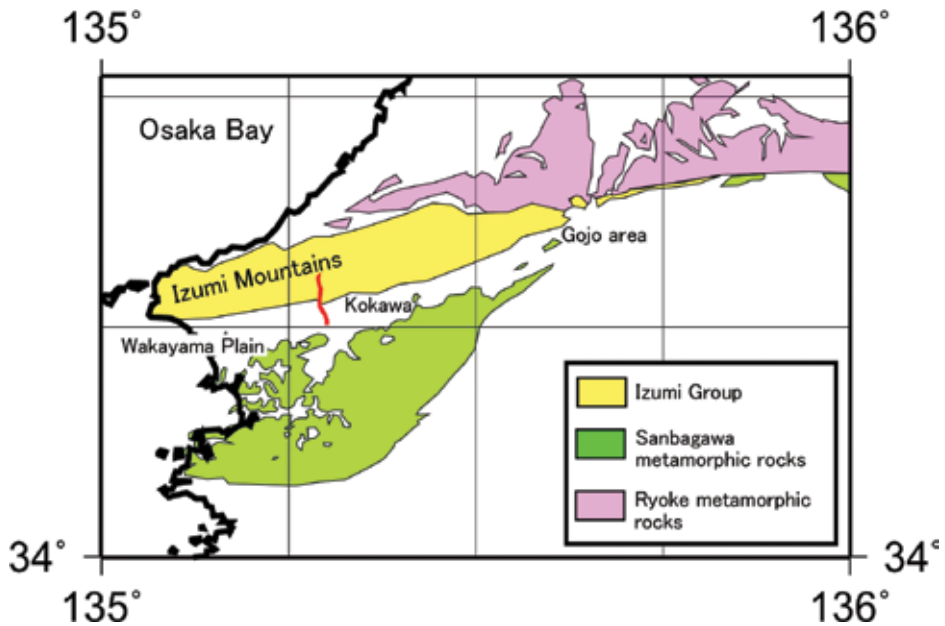 135°
136°
Osaka Bay
Gojo area
Izumi Mountains
Kokawa
Wakayama Plain
Izumi Group
Sanbagawa
metamorphic rocks
Ryoke metamorphic
rocks
34°
34°
135°
136°